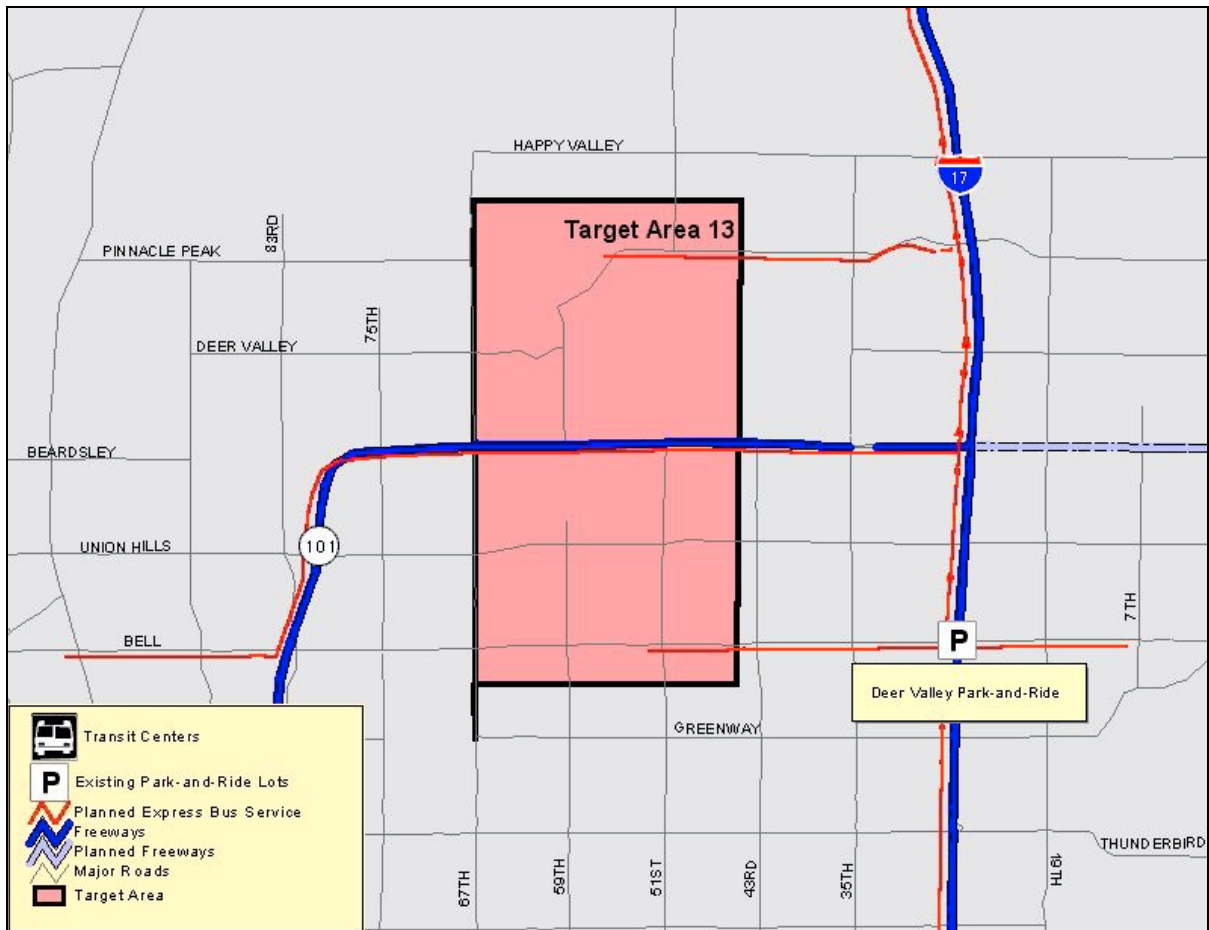 HAPPY VALLEY
17
Target Area 13
83RD
PINNACLE PEAK
75TH
DEER VALLEY
BEARDSLEY
101
UNION HILLS
7TH
BELL
P
Deer Valley Park-and-Ride
GREENWAY
Transit Centers
P
Existing Park-and-Ride Lots
Planned Express Bus Service
Freeways
Planned Freeways
Major Roads
Target Area
THUNDERBIRD
67TH
59TH
51ST
43RD
35TH
19TH